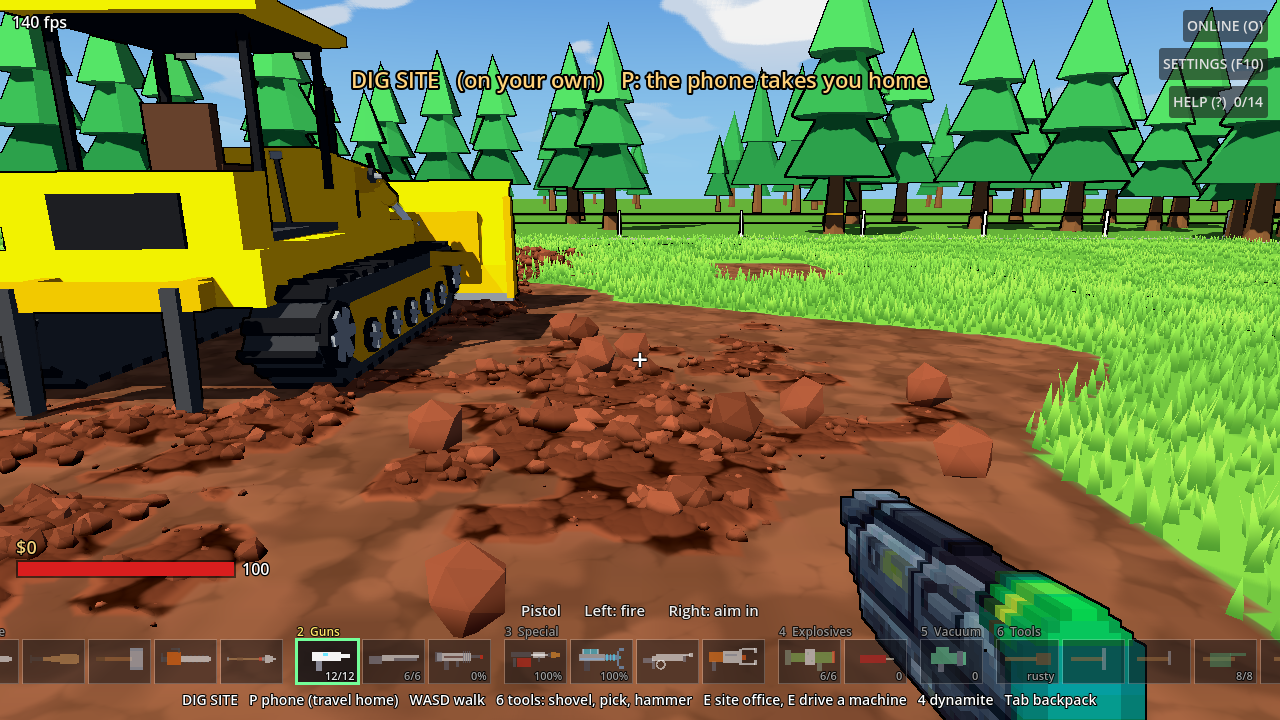 140 fps
ONLINE (O)
DIG SITE (on your own) P: the phone takes you home
SETTINGS (F10)
HELP (?) 0/14
$0
100
Pistol Left: fire Right: aim in
e 2 Guns 3 Special 4 Explosives 5 Vacuum 6 Tools
12/12 6/6 0% 100% 100% 6/6 0 0 rusty 8/8
DIG SITE P phone (travel home) WASD walk 6 tools: shovel, pick, hammer E site office, E drive a machine 4 dynamite Tab backpack